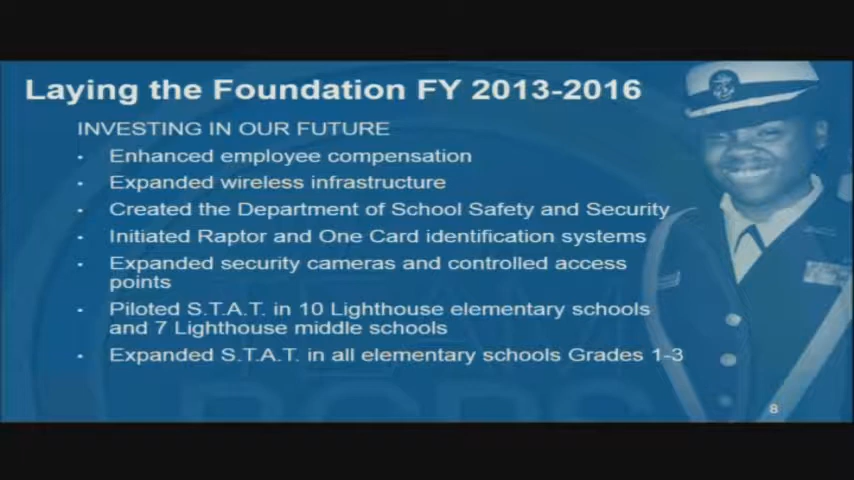 Laying the Foundation FY 2013-2016
INVESTING IN OUR FUTURE
• Enhanced employee compensation
• Expanded wireless infrastructure
• Created the Department of School Safety and Security
• Initiated Raptor and One Card identification systems
• Expanded security cameras and controlled access
points
• Piloted S.T.A.T. in 10 Lighthouse elementary schools
and 7 Lighthouse middle schools
• Expanded S.T.A.T. in all elementary schools Grades 1-3
TEAM
BCPS
8